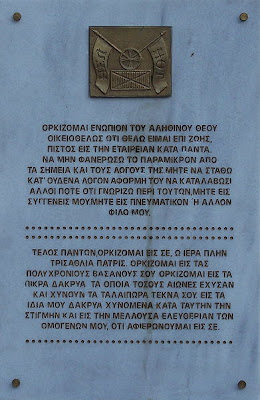 ΟΡΚΙΖΟΜΑΙ ΕΝΩΠΙΟΝ ΤΟΥ ΑΛΗΘΙΝΟΥ ΘΕΟΥ
ΟΙΚΕΙΟΘΕΛΩΣ ΟΤΙ ΘΕΛΩ ΕΙΜΑΙ ΕΠΙ ΖΩΗΣ,
ΠΙΣΤΟΣ ΕΙΣ ΤΗΝ ΕΤΑΙΡΕΙΑΝ ΚΑΤΑ ΠΑΝΤΑ.
ΝΑ ΜΗΝ ΦΑΝΕΡΩΣΩ ΤΟ ΠΑΡΑΜΙΚΡΟΝ ΑΠΟ
ΤΑ ΣΗΜΕΙΑ ΚΑΙ ΤΟΥΣ ΛΟΓΟΥΣ ΤΗΣ,ΜΗΤΕ ΝΑ ΣΤΑΘΩ
ΚΑΤ' ΟΥΔΕΝΑ ΛΟΓΟΝ ΑΦΟΡΜΗ ΤΟΥ ΝΑ ΚΑΤΑΛΑΒΩΣΙ
ΑΛΛΟΙ ΠΟΤΕ ΟΤΙ ΓΝΩΡΙΖΩ ΠΕΡΙ ΤΟΥΤΩΝ,ΜΗΤΕ ΕΙΣ
ΣΥΓΓΕΝΕΙΣ ΜΟΥ,ΜΗΤΕ ΕΙΣ ΠΝΕΥΜΑΤΙΚΟΝ Ή ΑΛΛΟΝ
ΦΙΛΟ ΜΟΥ.
ΤΕΛΟΣ ΠΑΝΤΩΝ,ΟΡΚΙΖΟΜΑΙ ΕΙΣ ΣΕ, Ω ΙΕΡΑ ΠΛΗΝ
ΤΡΙΣΑΘΛΙΑ ΠΑΤΡΙΣ. ΟΡΚΙΖΟΜΑΙ ΕΙΣ ΤΑΣ
ΠΟΛΥΧΡΟΝΙΟΥΣ ΒΑΣΑΝΟΥΣ ΣΟΥ ΟΡΚΙΖΟΜΑΙ ΕΙΣ ΤΑ
ΠΙΚΡΑ ΔΑΚΡΥΑ ΤΑ ΟΠΟΙΑ ΤΟΣΟΥΣ ΑΙΩΝΕΣ ΕΧΥΣΑΝ
ΚΑΙ ΧΥΝΟΥΝ ΤΑ ΤΑΛΑΙΠΩΡΑ ΤΕΚΝΑ ΣΟΥ ΕΙΣ ΤΑ
ΙΔΙΑ ΜΟΥ ΔΑΚΡΥΑ ΧΥΝΟΜΕΝΑ ΚΑΤΑ ΤΑΥΤΗΝ ΤΗΝ
ΣΤΙΓΜΗΝ ΚΑΙ ΕΙΣ ΤΗΝ ΜΕΛΛΟΥΣΑ ΕΛΕΥΘΕΡΙΑΝ ΤΩΝ
ΟΜΟΓΕΝΩΝ ΜΟΥ, ΟΤΙ ΑΦΙΕΡΩΝΟΥΜΑΙ ΕΙΣ ΣΕ.